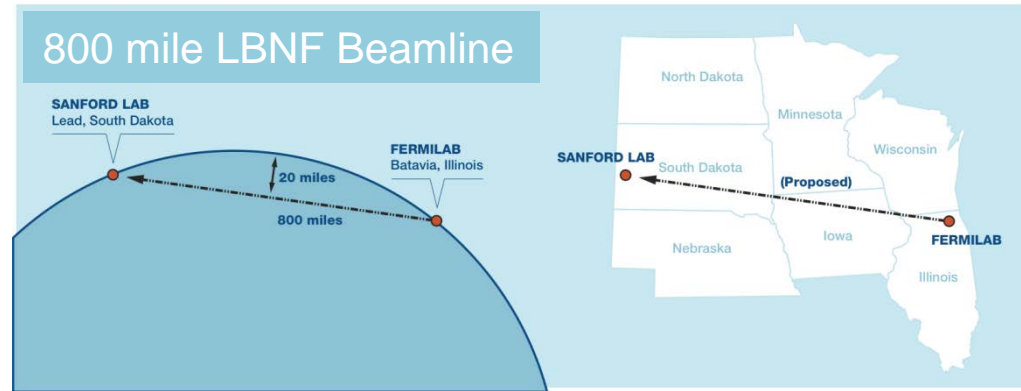 800 mile LBNF Beamline
SANFORD LAB
Lead, South Dakota
FERMILAB
Batavia, Illinois
20 miles
800 miles
North Dakota
Minnesota
Wisconsin
SANFORD LAB
South Dakota
(Proposed)
FERMILAB
Iowa
Nebraska
Illinois